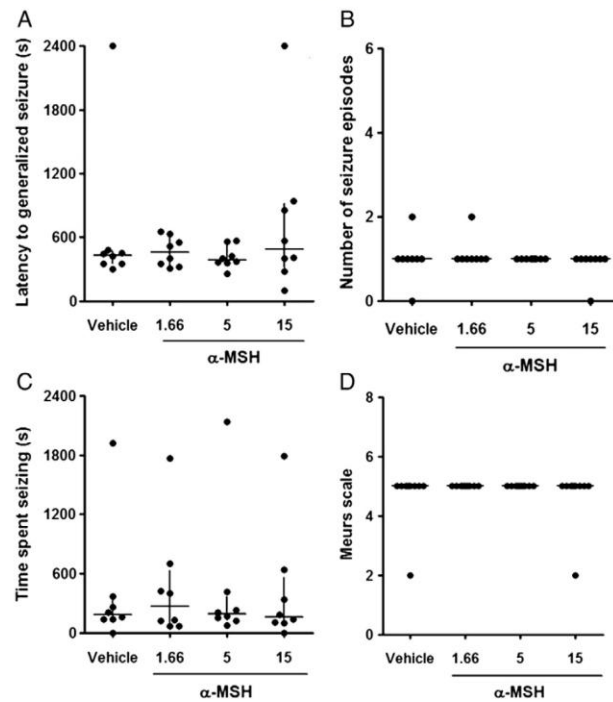 A
Latency to generalized seizure (s)
2400
1800
1200
600
0
Vehicle 1.66 5 15
α-MSH
B
Number of seizure episodes
6
4
2
0
Vehicle 1.66 5 15
α-MSH
C
Time spent seizing (s)
2400
1800
1200
600
0
Vehicle 1.66 5 15
α-MSH
D
Meurs scale
8
6
4
2
0
Vehicle 1.66 5 15
α-MSH